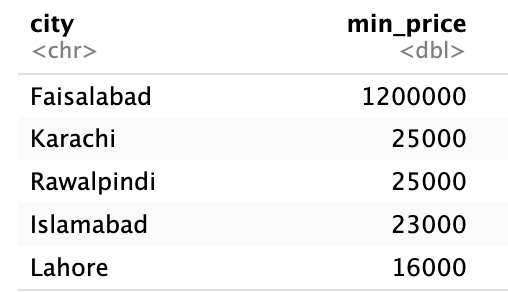 city min_price
<chr> <dbl>
Faisalabad 1200000
Karachi 25000
Rawalpindi 25000
Islamabad 23000
Lahore 16000